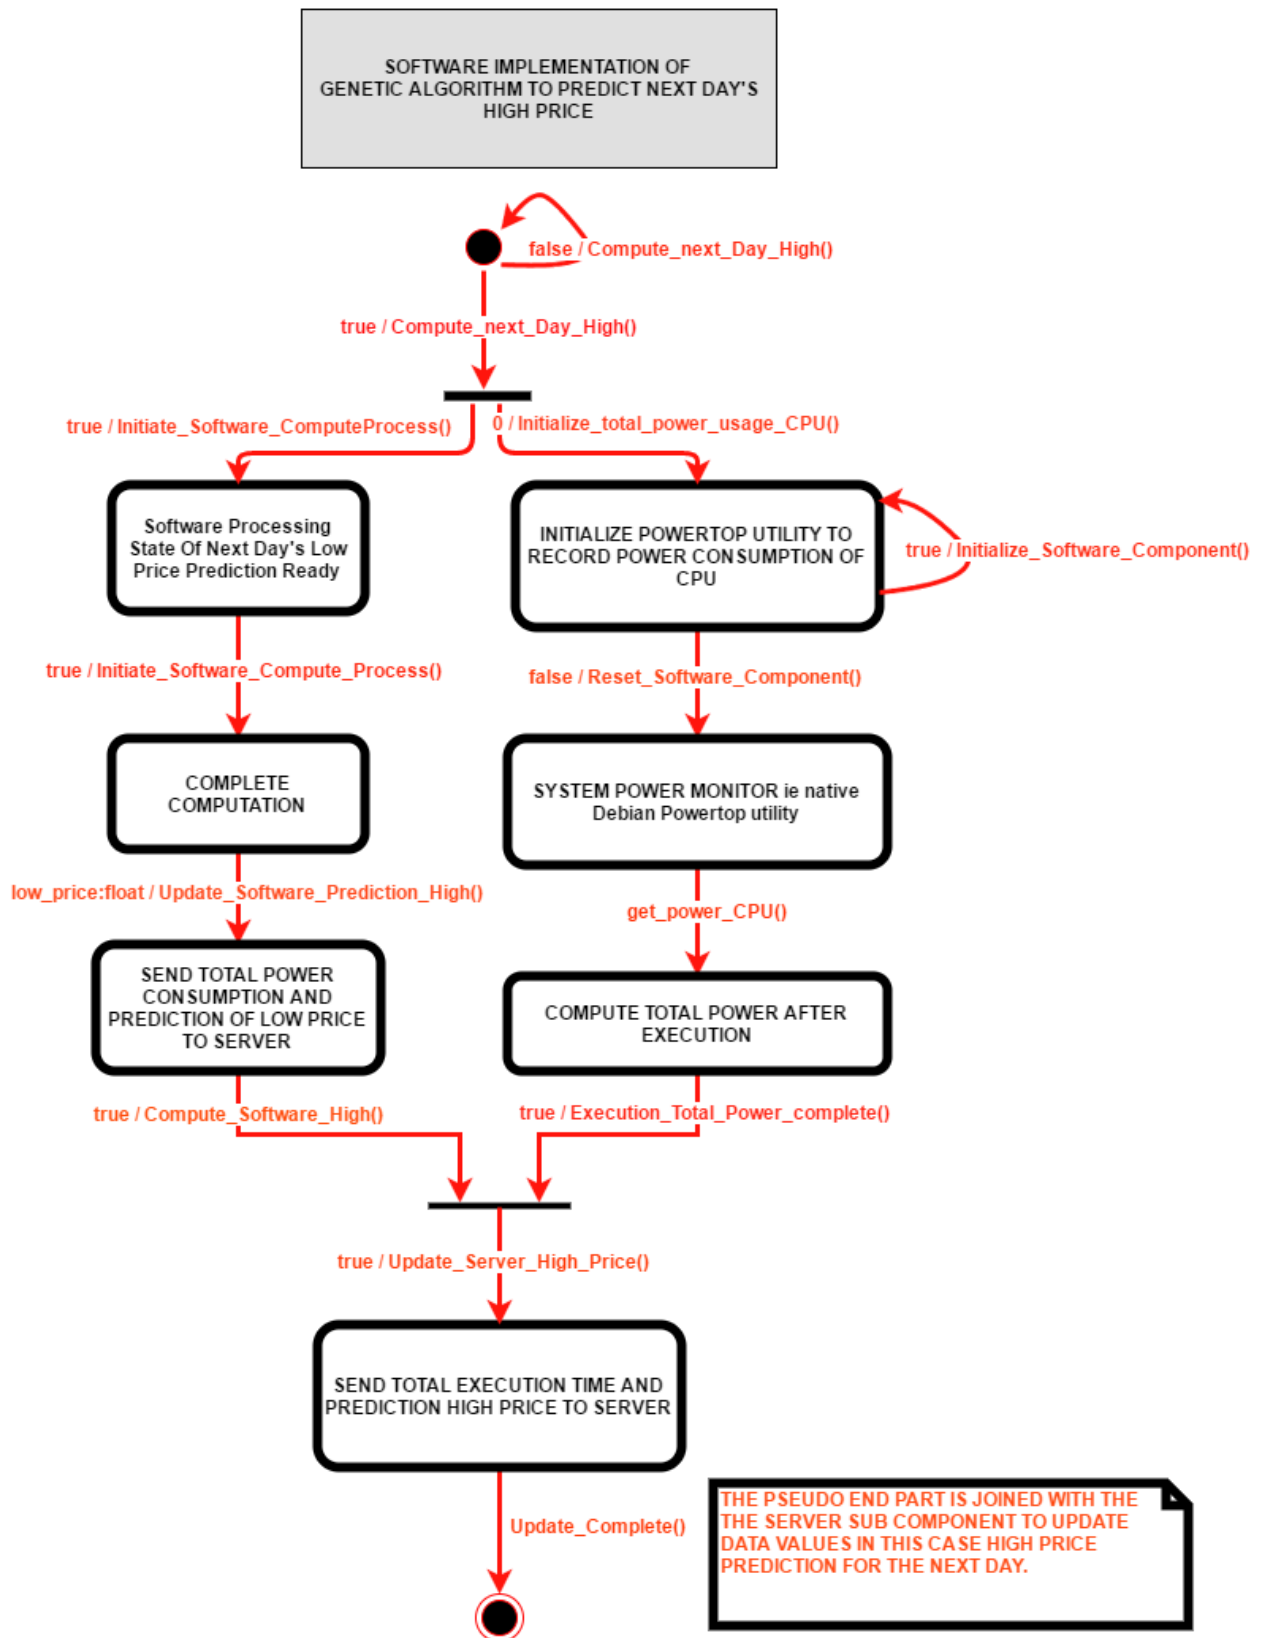 SOFTWARE IMPLEMENTATION OF
GENETIC ALGORITHM TO PREDICT NEXT DAY'S
HIGH PRICE
false / Compute_next_Day_High()
true / Compute_next_Day_High()
true / Initiate_Software_ComputeProcess()
0 / Initialize_total_power_usage_CPU()
Software Processing
State Of Next Day's Low
Price Prediction Ready
INITIALIZE POWERTOP UTILITY TO
RECORD POWER CONSUMPTION OF
CPU
true / Initialize_Software_Component()
true / Initiate_Software_Compute_Process()
false / Reset_Software_Component()
COMPLETE
COMPUTATION
SYSTEM POWER MONITOR ie native
Debian Powertop utility
low_price:float / Update_Software_Prediction_High()
get_power_CPU()
SEND TOTAL POWER
CONSUMPTION AND
PREDICTION OF LOW PRICE
TO SERVER
COMPUTE TOTAL POWER AFTER
EXECUTION
true / Compute_Software_High()
true / Execution_Total_Power_complete()
true / Update_Server_High_Price()
SEND TOTAL EXECUTION TIME AND
PREDICTION HIGH PRICE TO SERVER
Update_Complete()
THE PSEUDO END PART IS JOINED WITH THE
THE SERVER SUB COMPONENT TO UPDATE
DATA VALUES IN THIS CASE HIGH PRICE
PREDICTION FOR THE NEXT DAY.